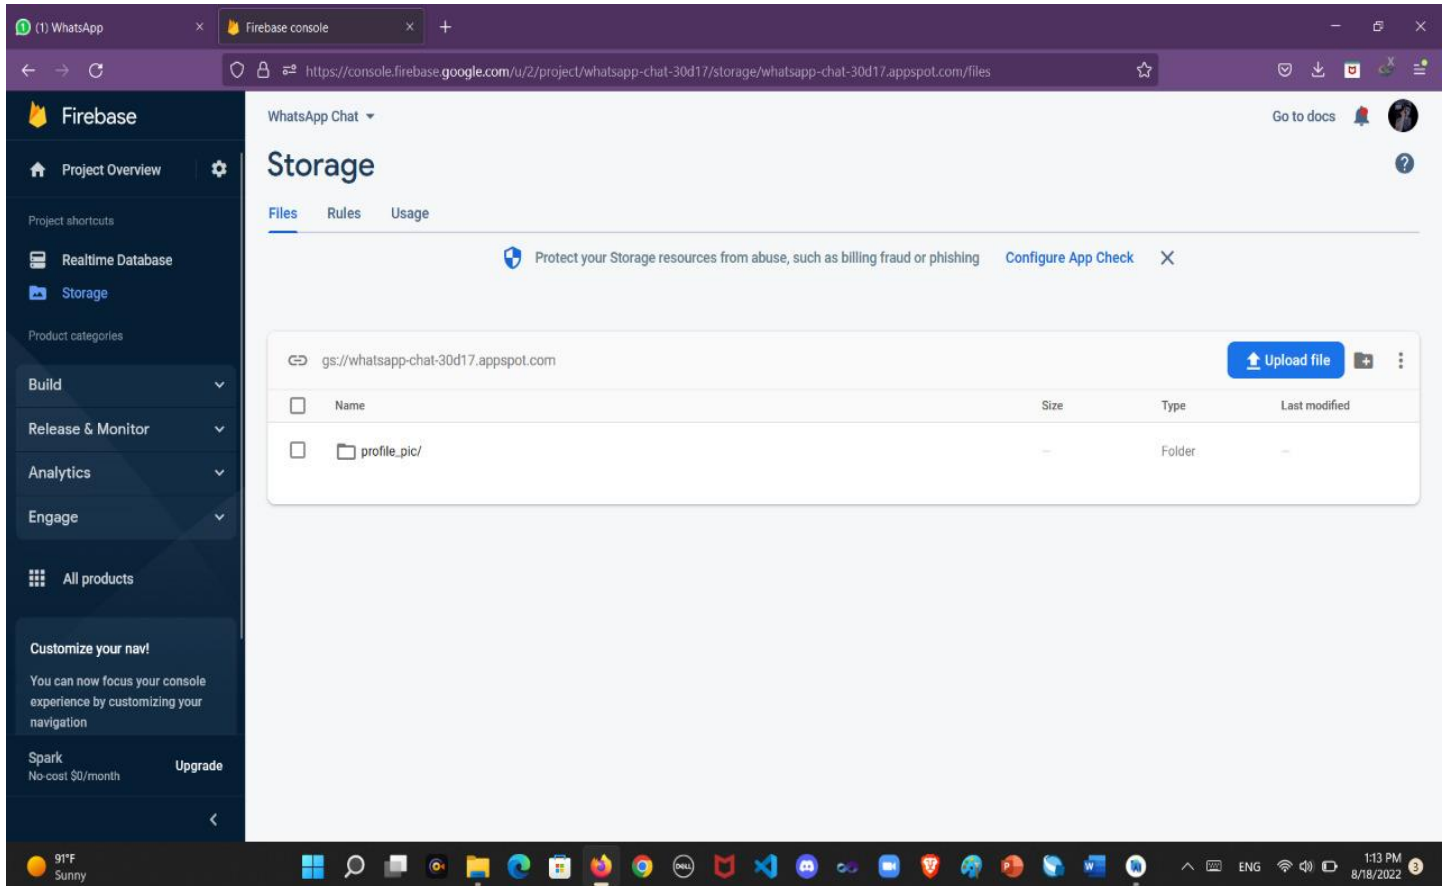 (1) WhatsApp
Firebase console
https://console.firebase.google.com/u/2/project/whatsapp-chat-30d17/storage/whatsapp-chat-30d17.appspot.com/files
Firebase
Project Overview
Project shortcuts
Realtime Database
Storage
Product categories
Build
Release & Monitor
Analytics
Engage
All products
Customize your nav!
You can now focus your console
experience by customizing your
navigation
Spark
No-cost $0/month
Upgrade
WhatsApp Chat
Go to docs
Storage
Files Rules Usage
Protect your Storage resources from abuse, such as billing fraud or phishing Configure App Check
gs://whatsapp-chat-30d17.appspot.com
Upload file
Name Size Type Last modified
profile_pic/ – Folder –
91°F
Sunny
DELL
ENG
1:13 PM
8/18/2022
3